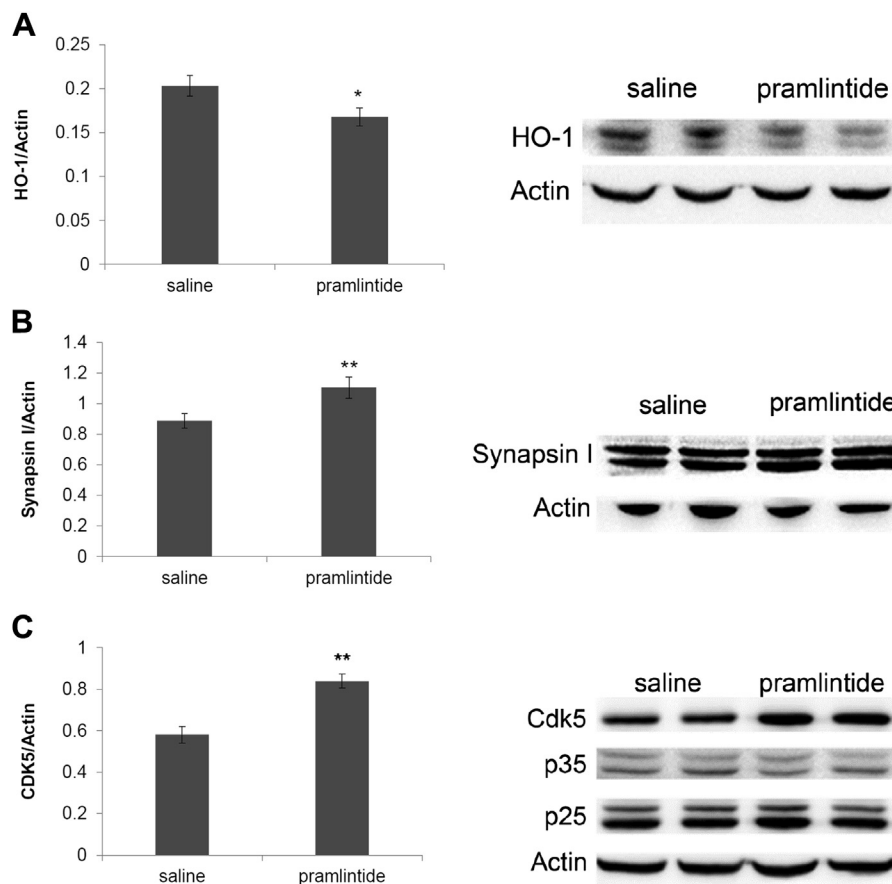 A
0.25
0.2
0.15
0.1
0.05
0
HO-1/Actin
*
saline pramlintide
saline pramlintide
HO-1
Actin
B
1.4
1.2
1
0.8
0.6
0.4
0.2
0
Synapsin I/Actin
**
saline pramlintide
saline pramlintide
Synapsin I
Actin
C
1
0.8
0.6
0.4
0.2
0
CDK5/Actin
**
saline pramlintide
saline pramlintide
Cdk5
p35
p25
Actin